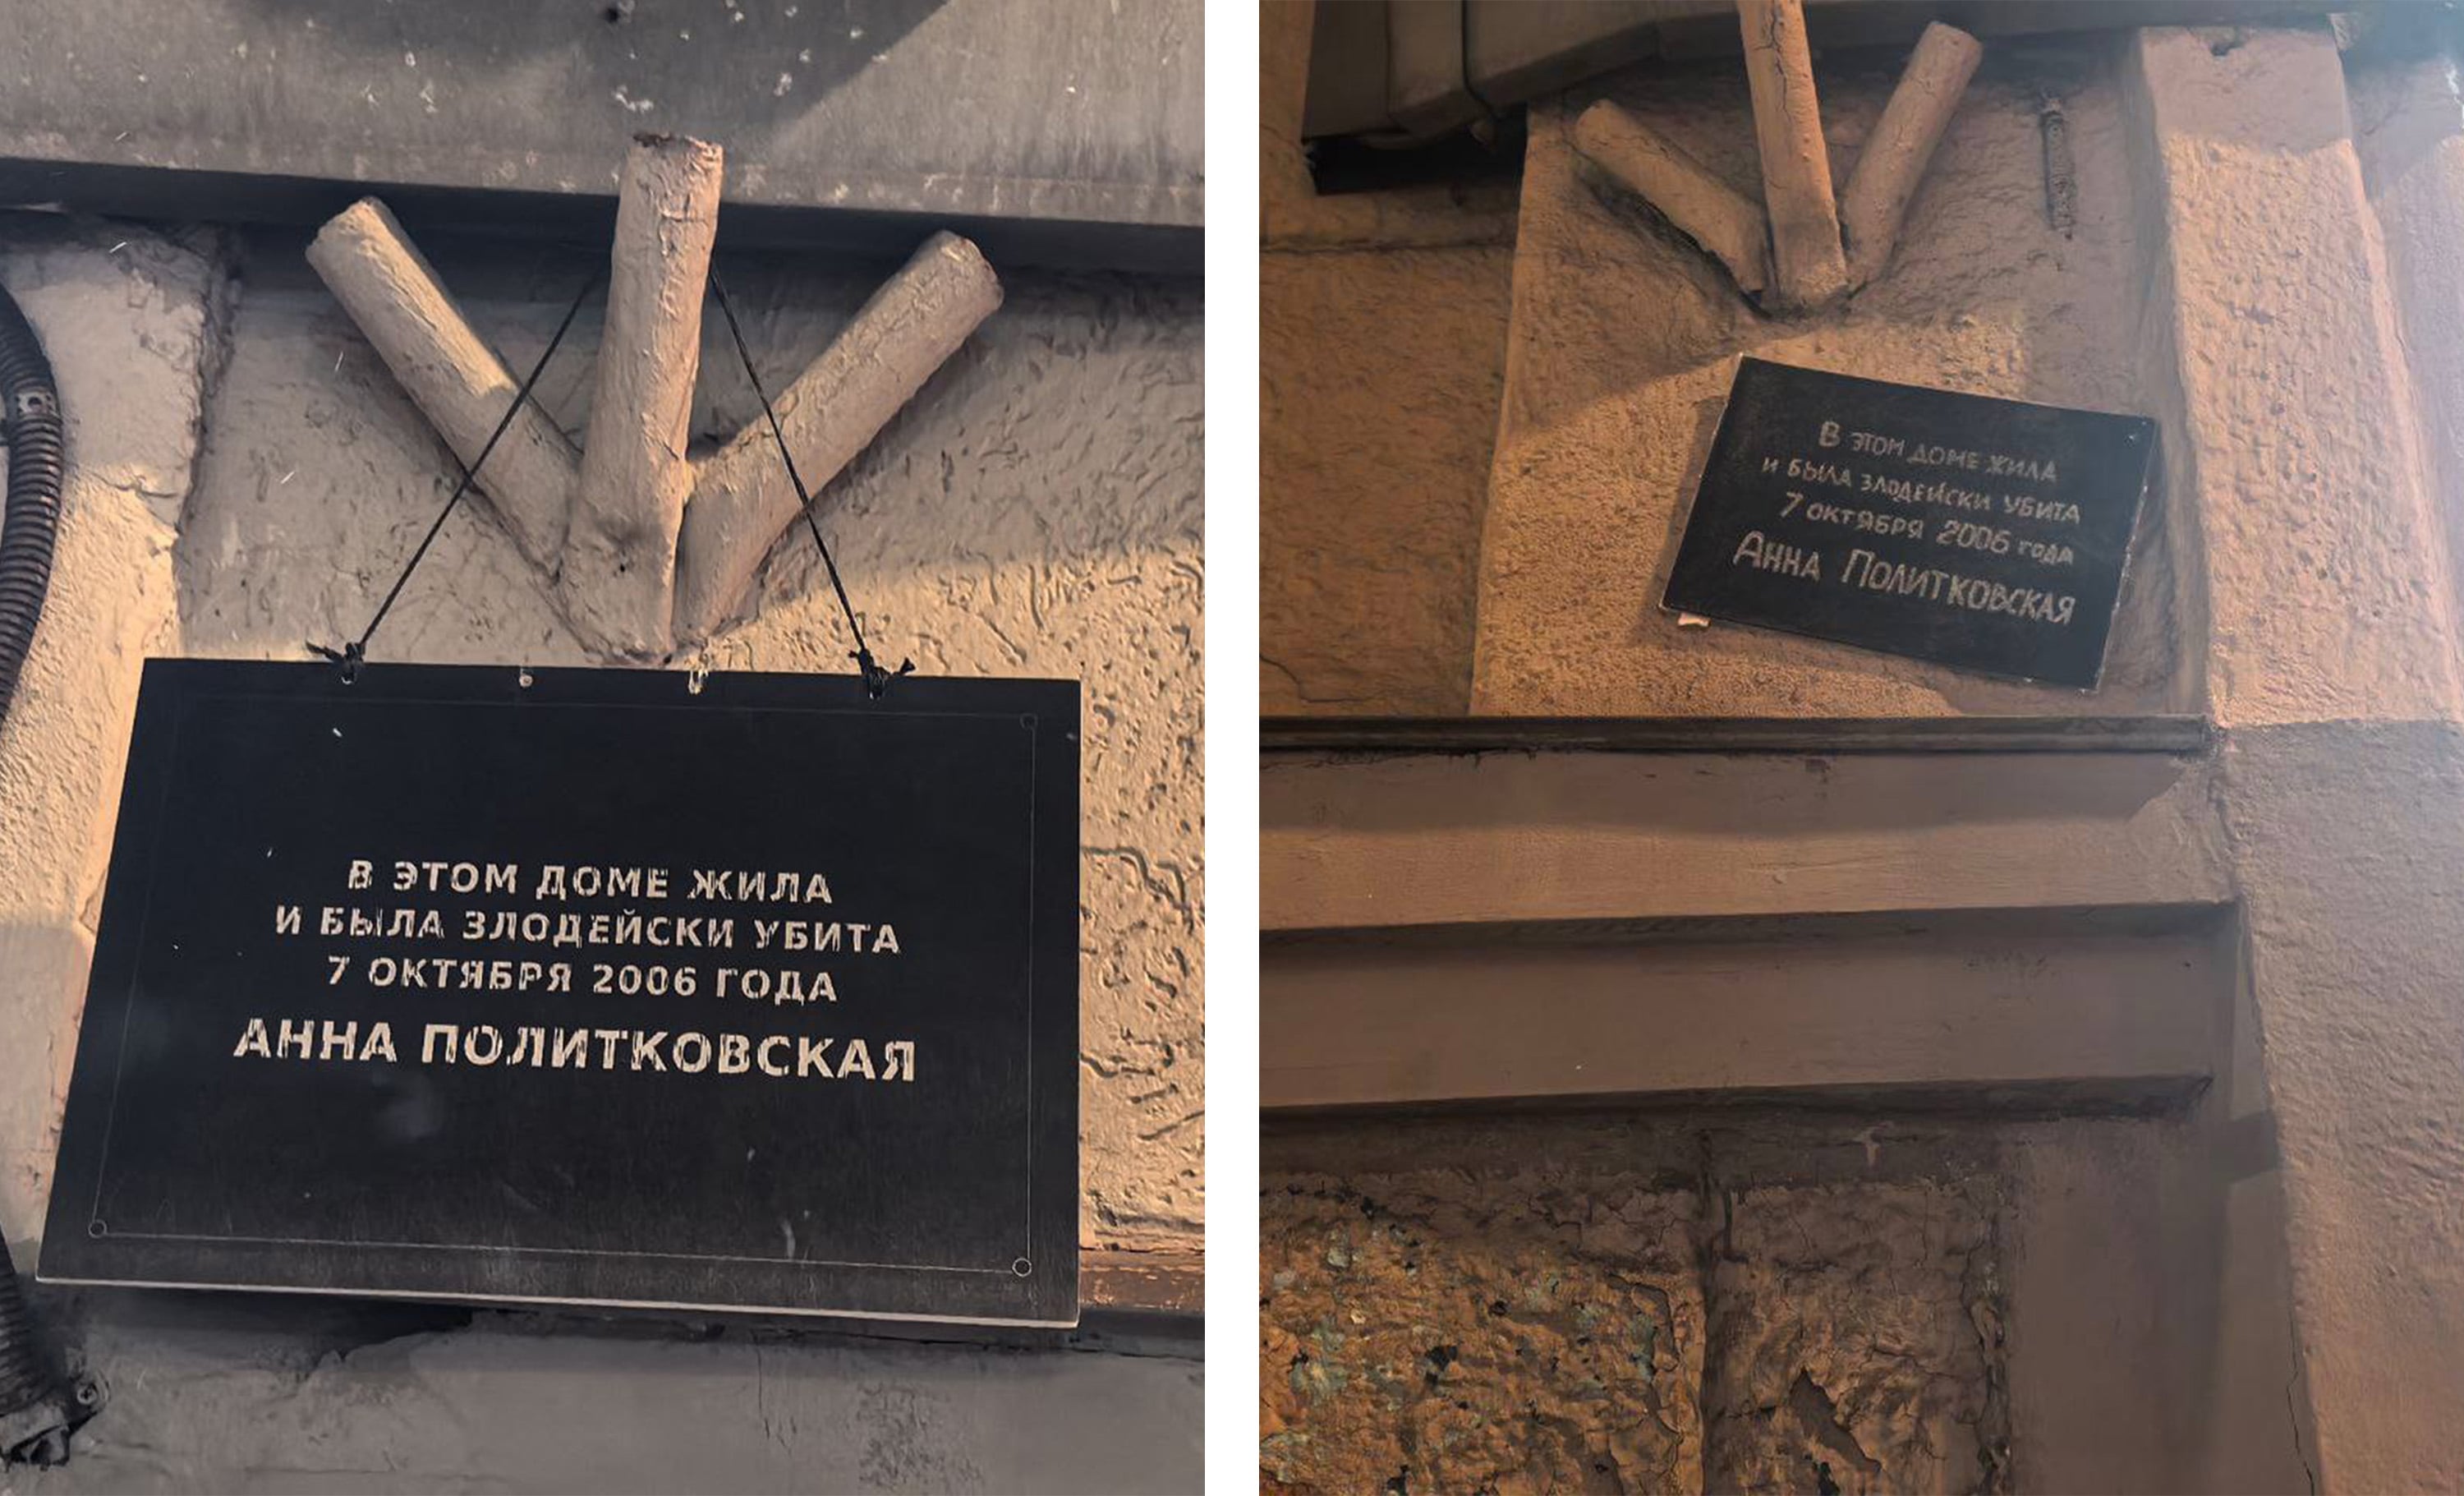 В ЭТОМ ДОМЕ ЖИЛА
И БЫЛА ЗЛОДЕЙСКИ УБИТА
7 ОКТЯБРЯ 2006 ГОДА
АННА ПОЛИТКОВСКАЯ
В ЭТОМ ДОМЕ ЖИЛА
И БЫЛА ЗЛОДЕЙСКИ УБИТА
7 ОКТЯБРЯ 2006 ГОДА
АННА ПОЛИТКОВСКАЯ